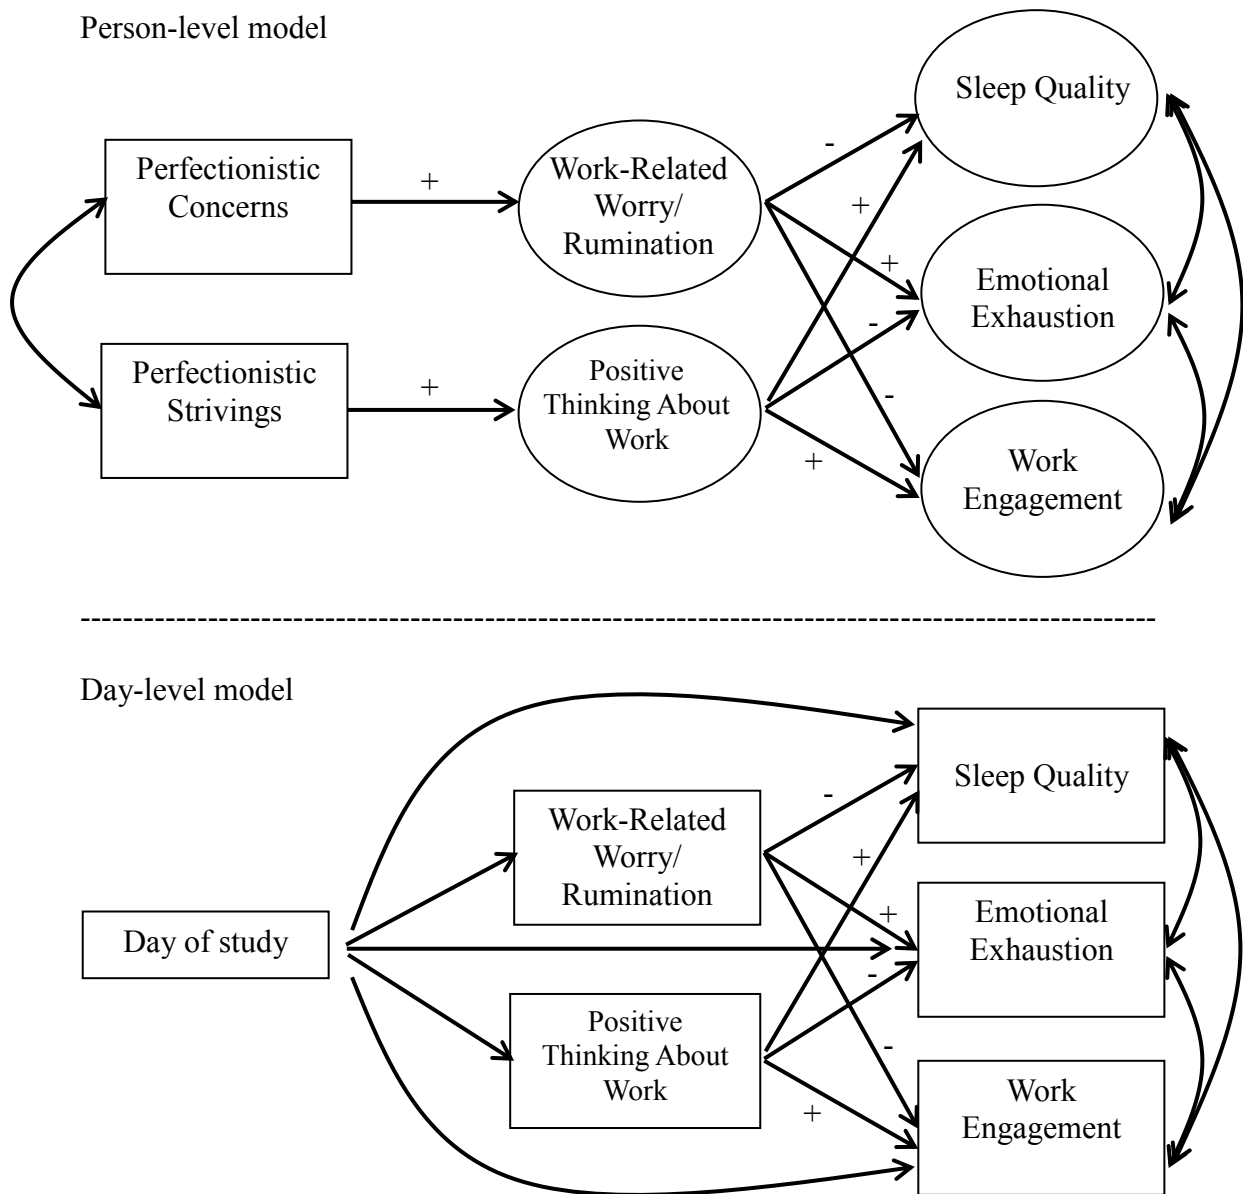 Person-level model
Sleep Quality
Perfectionistic
Concerns
+
Work-Related
Worry/
Rumination
-
+
+
Emotional
Exhaustion
-
Perfectionistic
Strivings
+
Positive
Thinking About
Work
-
+
Work
Engagement
-----------------------------------------------------------------------------------------------------
Day-level model
Sleep Quality
Work-Related
Worry/
Rumination
-
+
+
Day of study
Emotional
Exhaustion
-
Positive
Thinking About
Work
-
+
Work
Engagement